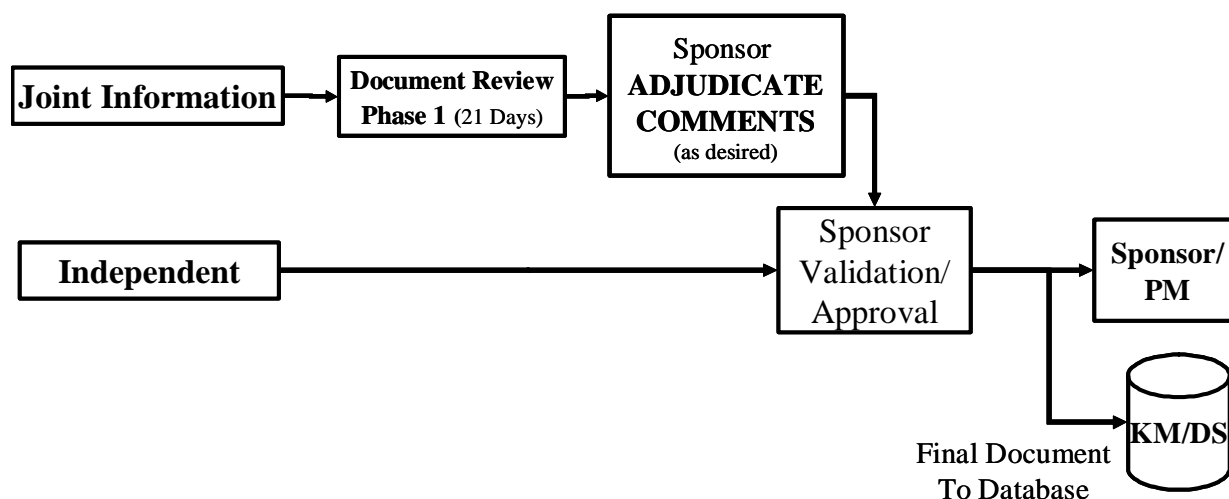 Joint Information
Document Review
Phase 1 (21 Days)
Sponsor
ADJUDICATE
COMMENTS
(as desired)
Independent
Sponsor
Validation/
Approval
Sponsor/
PM
KM/DS
Final Document
To Database